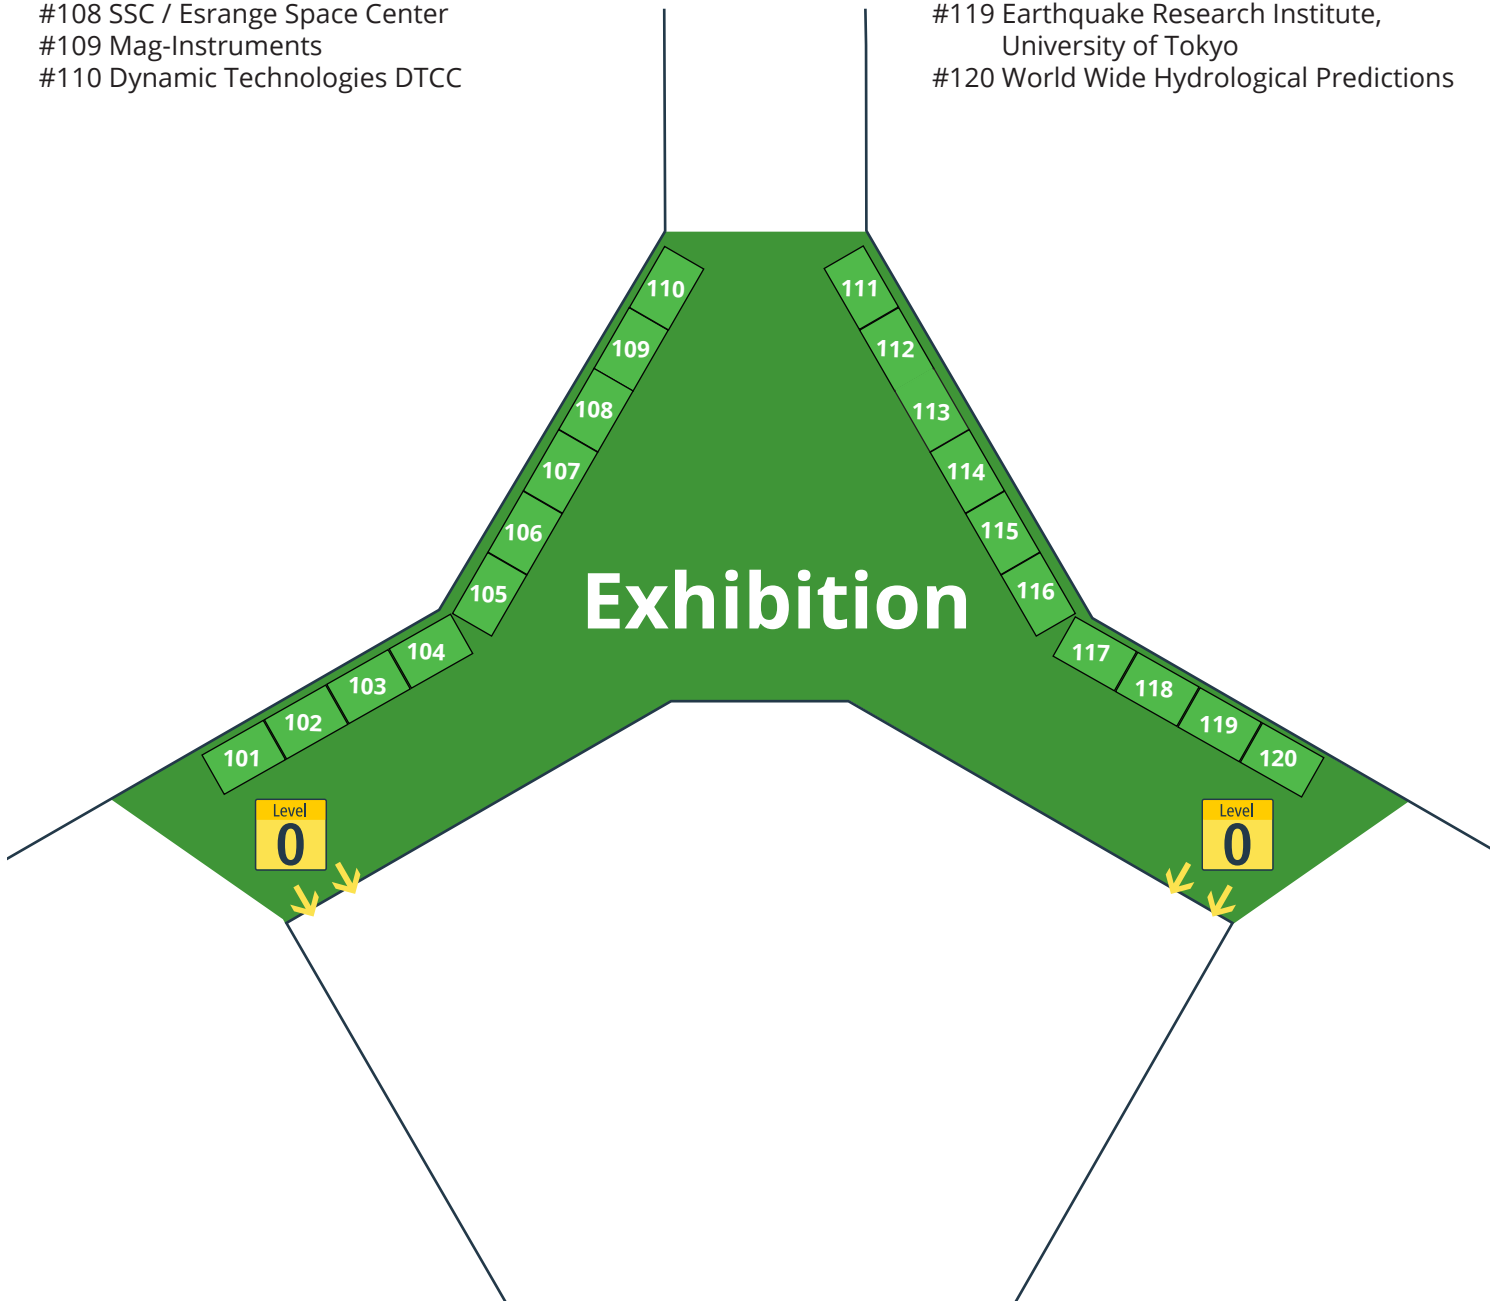 #108 SSC / Esrange Space Center
#109 Mag-Instruments
#110 Dynamic Technologies DTCC
#119 Earthquake Research Institute,
University of Tokyo
#120 World Wide Hydrological Predictions
110
111
109
112
108
113
107
114
106
115
105
116
Exhibition
104
117
103
118
102
119
101
120
Level
0
Level
0